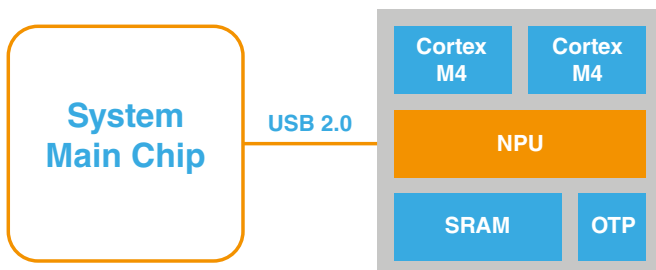 System
Main Chip
USB 2.0
Cortex
M4
Cortex
M4
NPU
SRAM
OTP